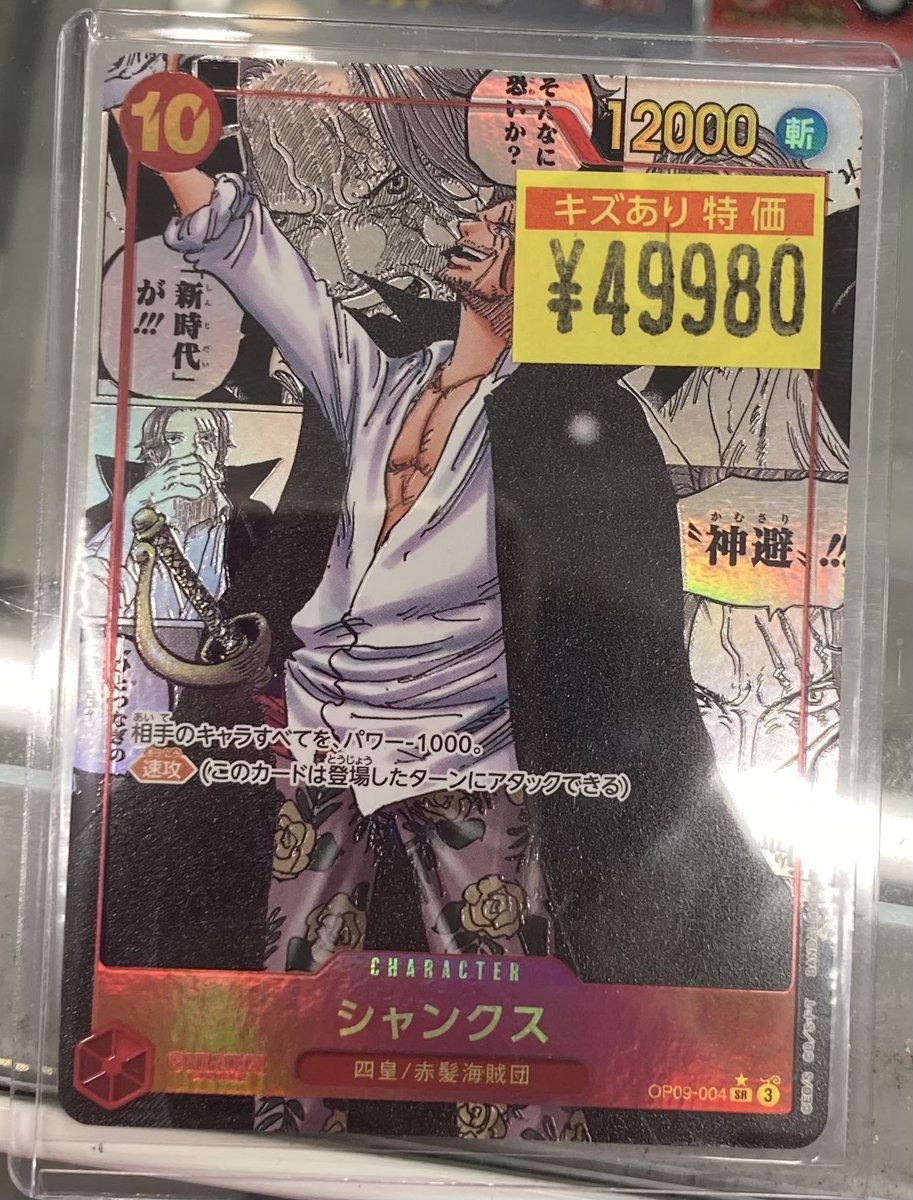 10
そんなに
恐いか?
12000
斬
キズあり 特価
¥49980
「新時代」
が!!!
〝神避〟!!
相手のキャラすべてを、パワー-1000。
速攻 (このカードは登場したターンにアタックできる)
CHARACTER
シャンクス
四皇/赤髪海賊団
OP09-004 SR 3